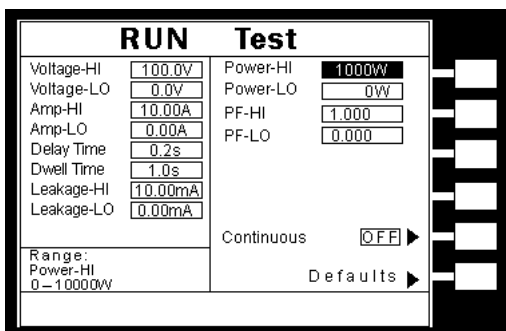 RUN Test
Voltage-HI 100.0V
Voltage-LO 0.0V
Amp-HI 10.00A
Amp-LO 0.00A
Delay Time 0.2s
Dwell Time 1.0s
Leakage-HI 10.00mA
Leakage-LO 0.00mA
Range:
Power-HI
0–10000W
Power-HI 1000W
Power-LO 0W
PF-HI 1.000
PF-LO 0.000
Continuous OFF
Defaults